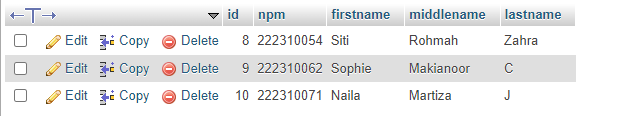 id npm firstname middlename lastname
Edit Copy Delete 8 222310054 Siti Rohmah Zahra
Edit Copy Delete 9 222310062 Sophie Makianoor C
Edit Copy Delete 10 222310071 Naila Martiza J